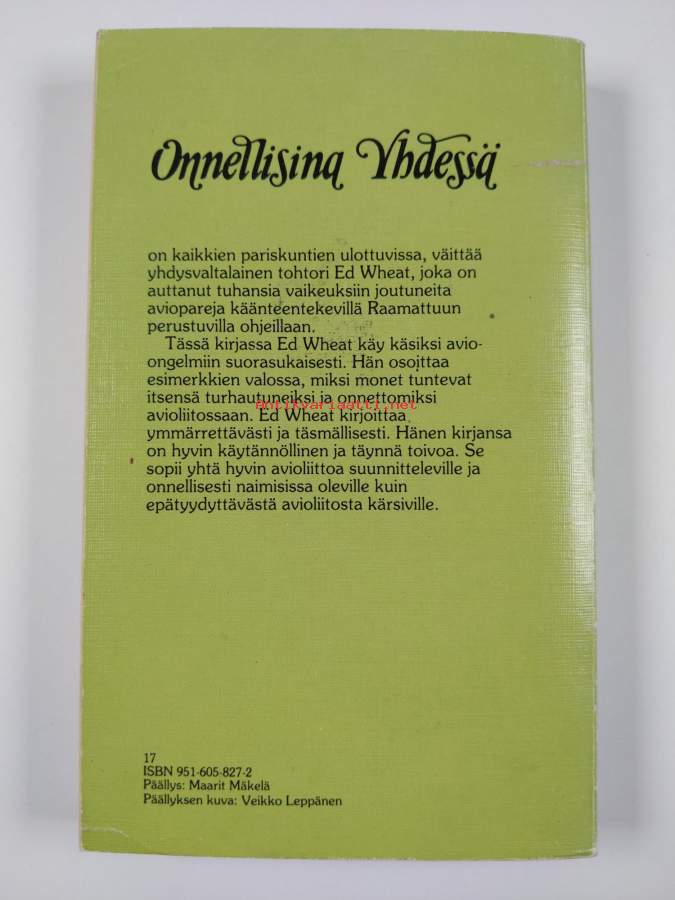 Onnellisina Yhdessä
on kaikkien pariskuntien ulottuvissa, väittää
yhdysvaltalainen tohtori Ed Wheat, joka on
auttanut tuhansia vaikeuksiin joutuneita
aviopareja käänteentekevillä Raamattuun
perustuvilla ohjeillaan.
Tässä kirjassa Ed Wheat käy käsiksi avio-
ongelmiin suorasukaisesti. Hän osoittaa
esimerkkien valossa, miksi monet tuntevat
itsensä turhautuneiksi ja onnettomiksi
Antikvariaatti.net
avioliitossaan. Ed Wheat kirjoittaa
ymmärrettävästi ja täsmällisesti. Hänen kirjansa
on hyvin käytännöllinen ja täynnä toivoa. Se
sopii yhtä hyvin avioliittoa suunnitteleville ja
onnellisesti naimisissa oleville kuin
epätyydyttävästä avioliitosta kärsiville.
17
ISBN 951-605-827-2
Päällys: Maarit Mäkelä
Päällyksen kuva: Veikko Leppänen